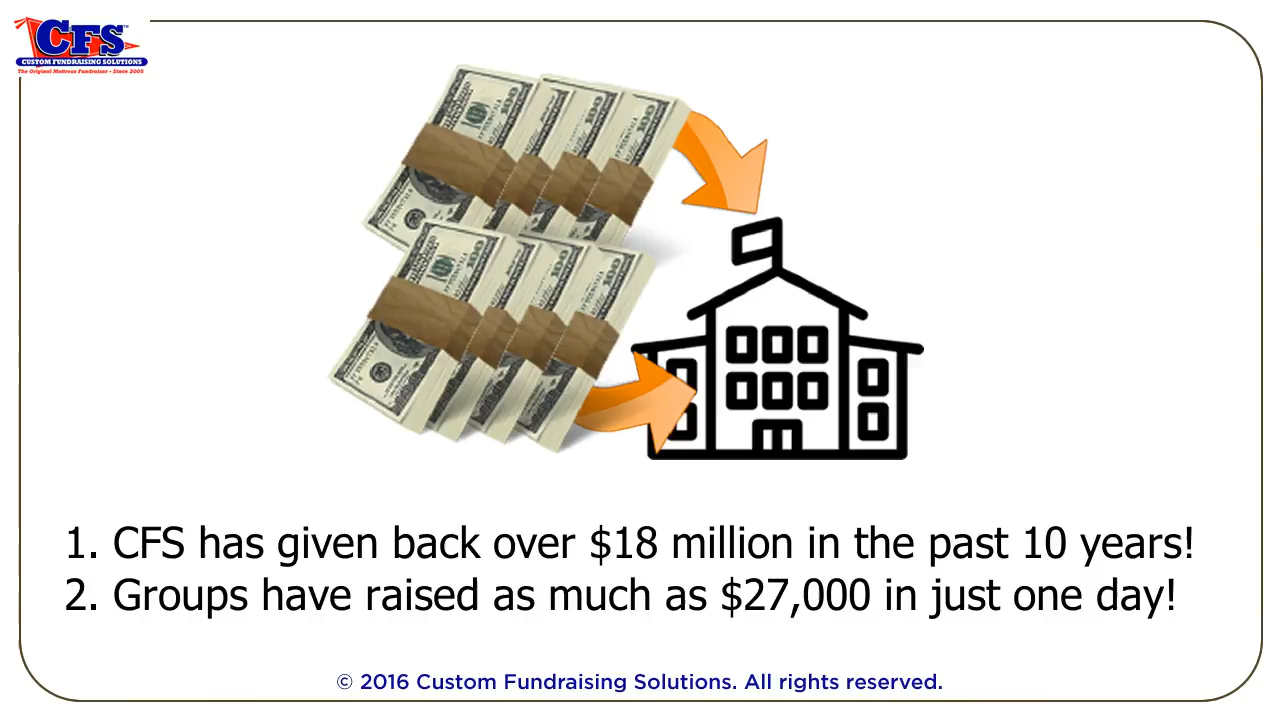 CFS™
CUSTOM FUNDRAISING SOLUTIONS
The Original Mattress Fundraiser - Since 2005
1. CFS has given back over $18 million in the past 10 years!
2. Groups have raised as much as $27,000 in just one day!
© 2016 Custom Fundraising Solutions. All rights reserved.